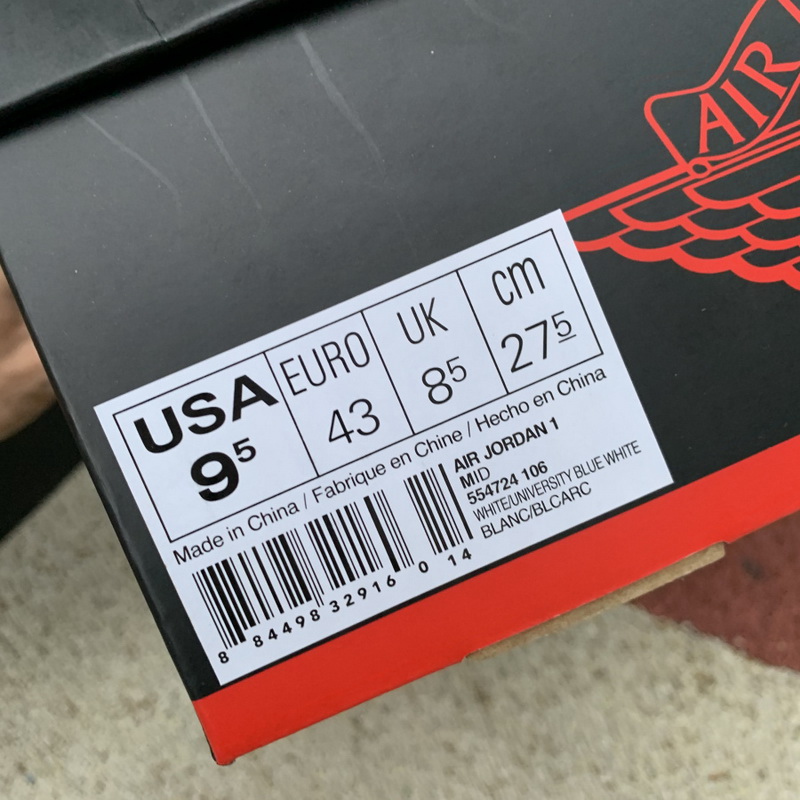 AIR
USA EURO UK cm
9⁵ 43 8⁵ 27⁵
Made in China / Fabrique en Chine / Hecho en China
AIR JORDAN 1
MID
554724 106
WHITE/UNIVERSITY BLUE WHITE
BLANC/BLCARC
8 84498 32916 0 14